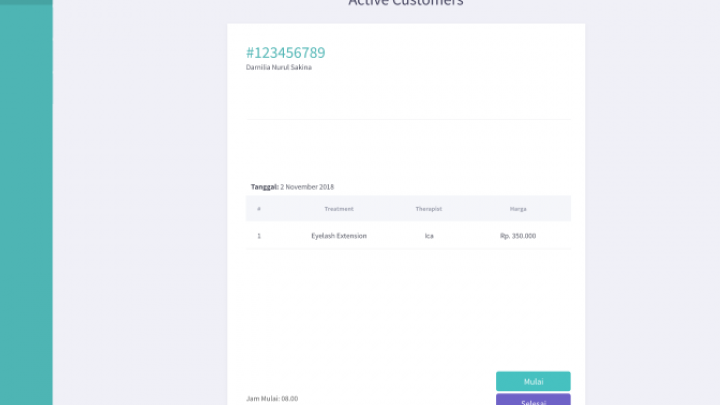 Active Customers
#123456789
Damilia Nurul Sakina
Tanggal: 2 November 2018
# Treatment Therapist Harga
1 Eyelash Extension Ica Rp. 350.000
Mulai
Jam Mulai: 08.00
Selesai